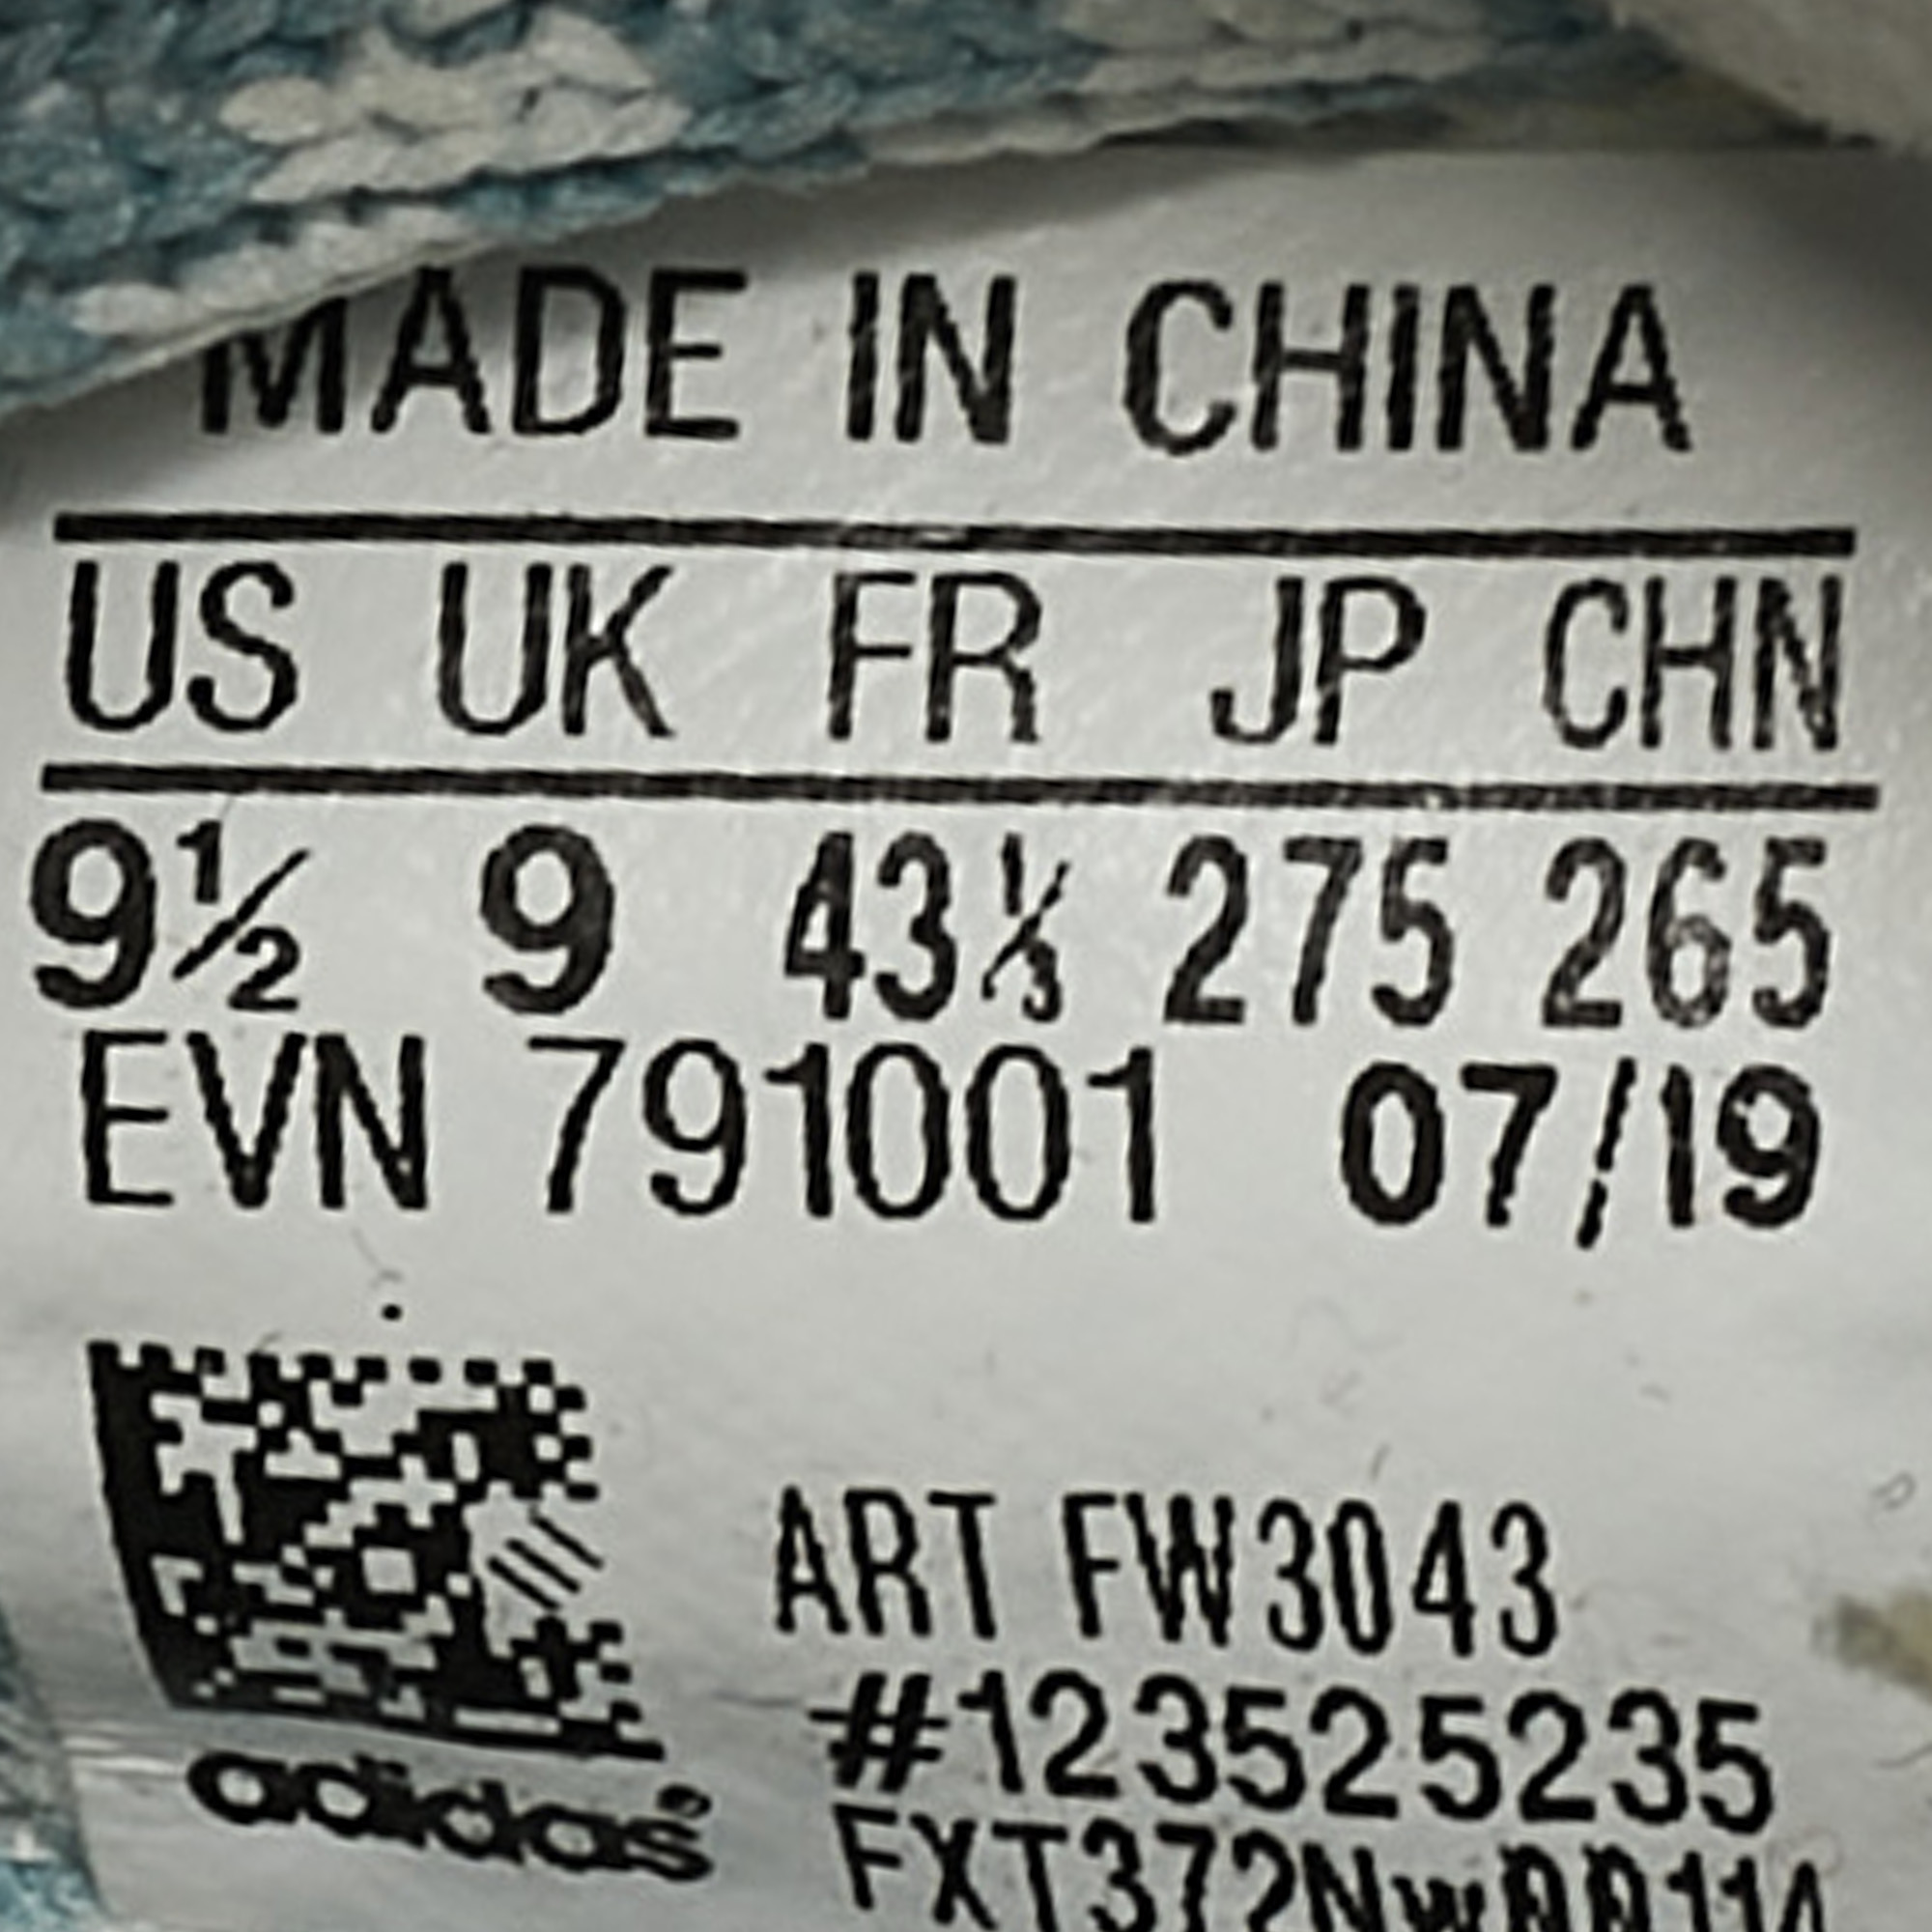 MADE IN CHINA
US UK FR JP CHN
9½ 9 43⅓ 275 265
EVN 791001 07/19
ART FW3043
#123525235
adidas®